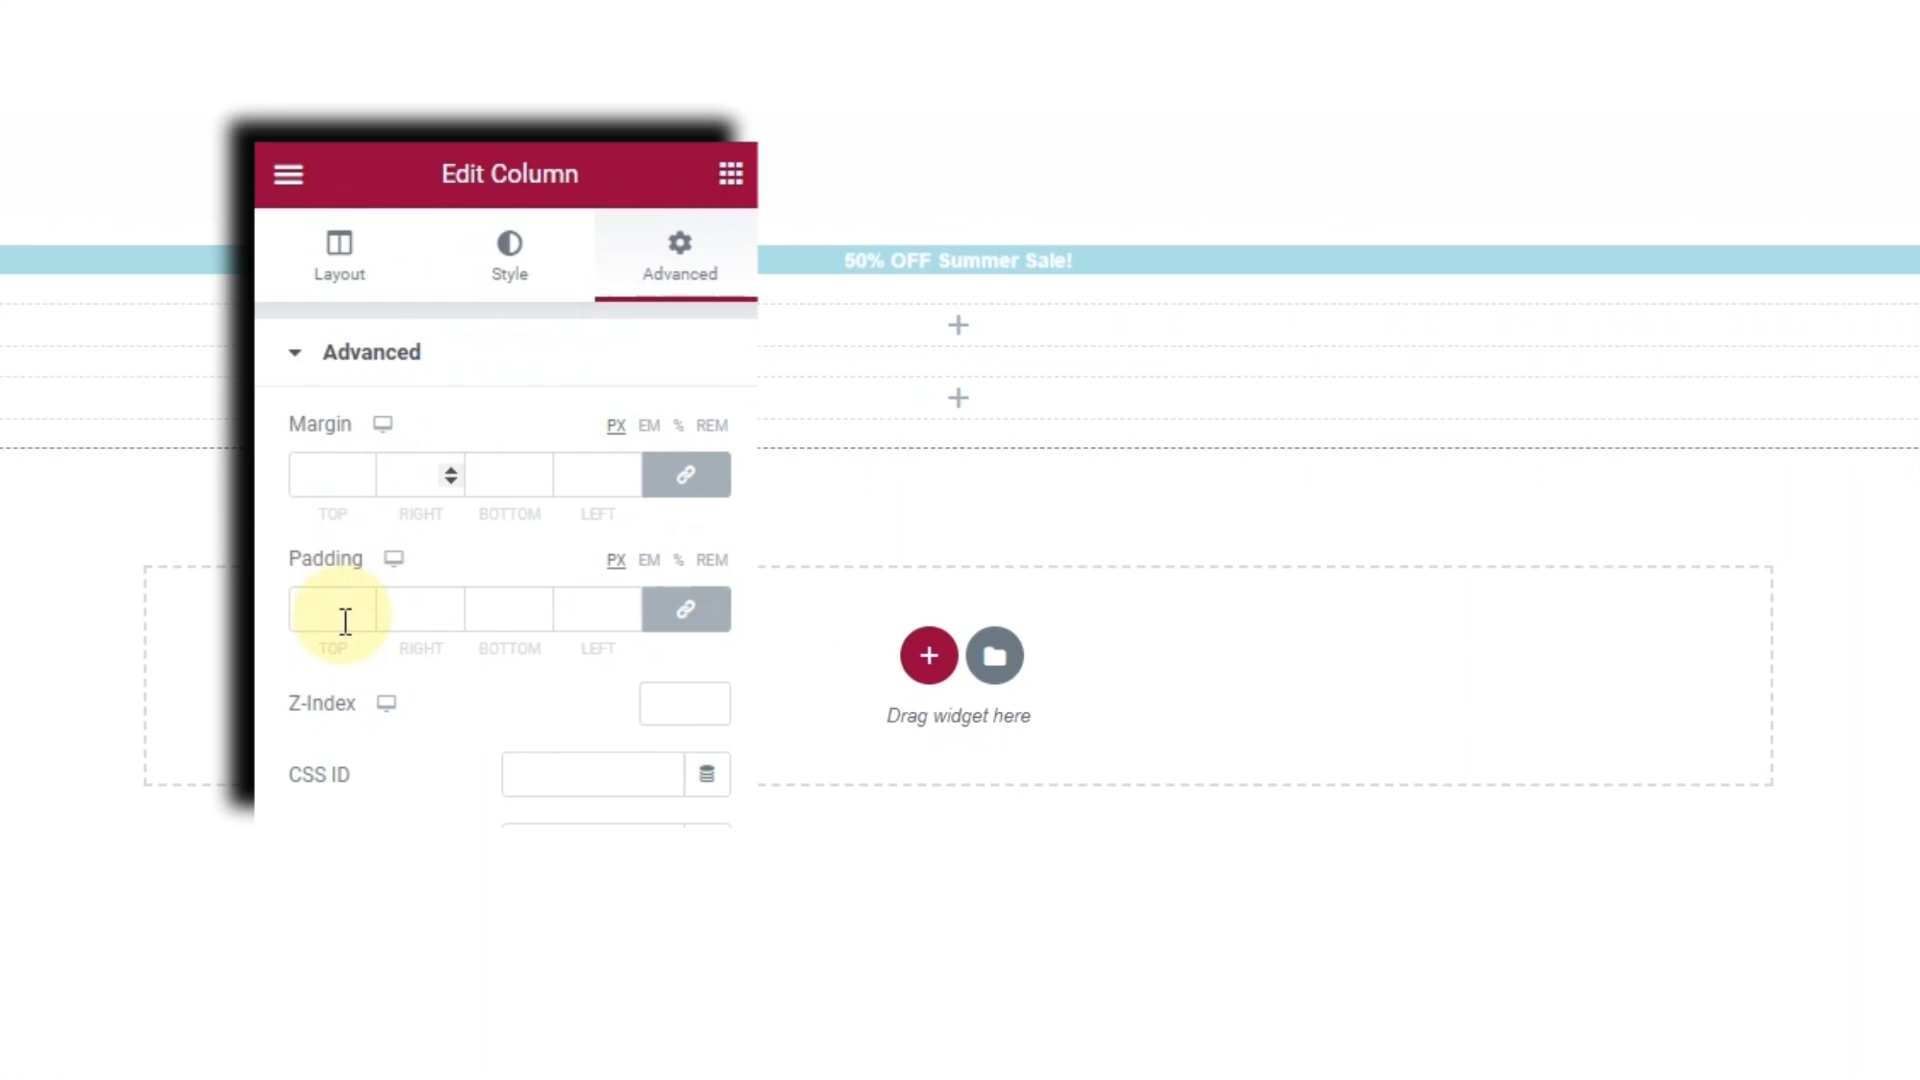 Edit Column
Layout Style Advanced
50% OFF Summer Sale!
Advanced
Margin PX EM % REM
TOP RIGHT BOTTOM LEFT
Padding PX EM % REM
TOP RIGHT BOTTOM LEFT
Z-Index
CSS ID
Drag widget here